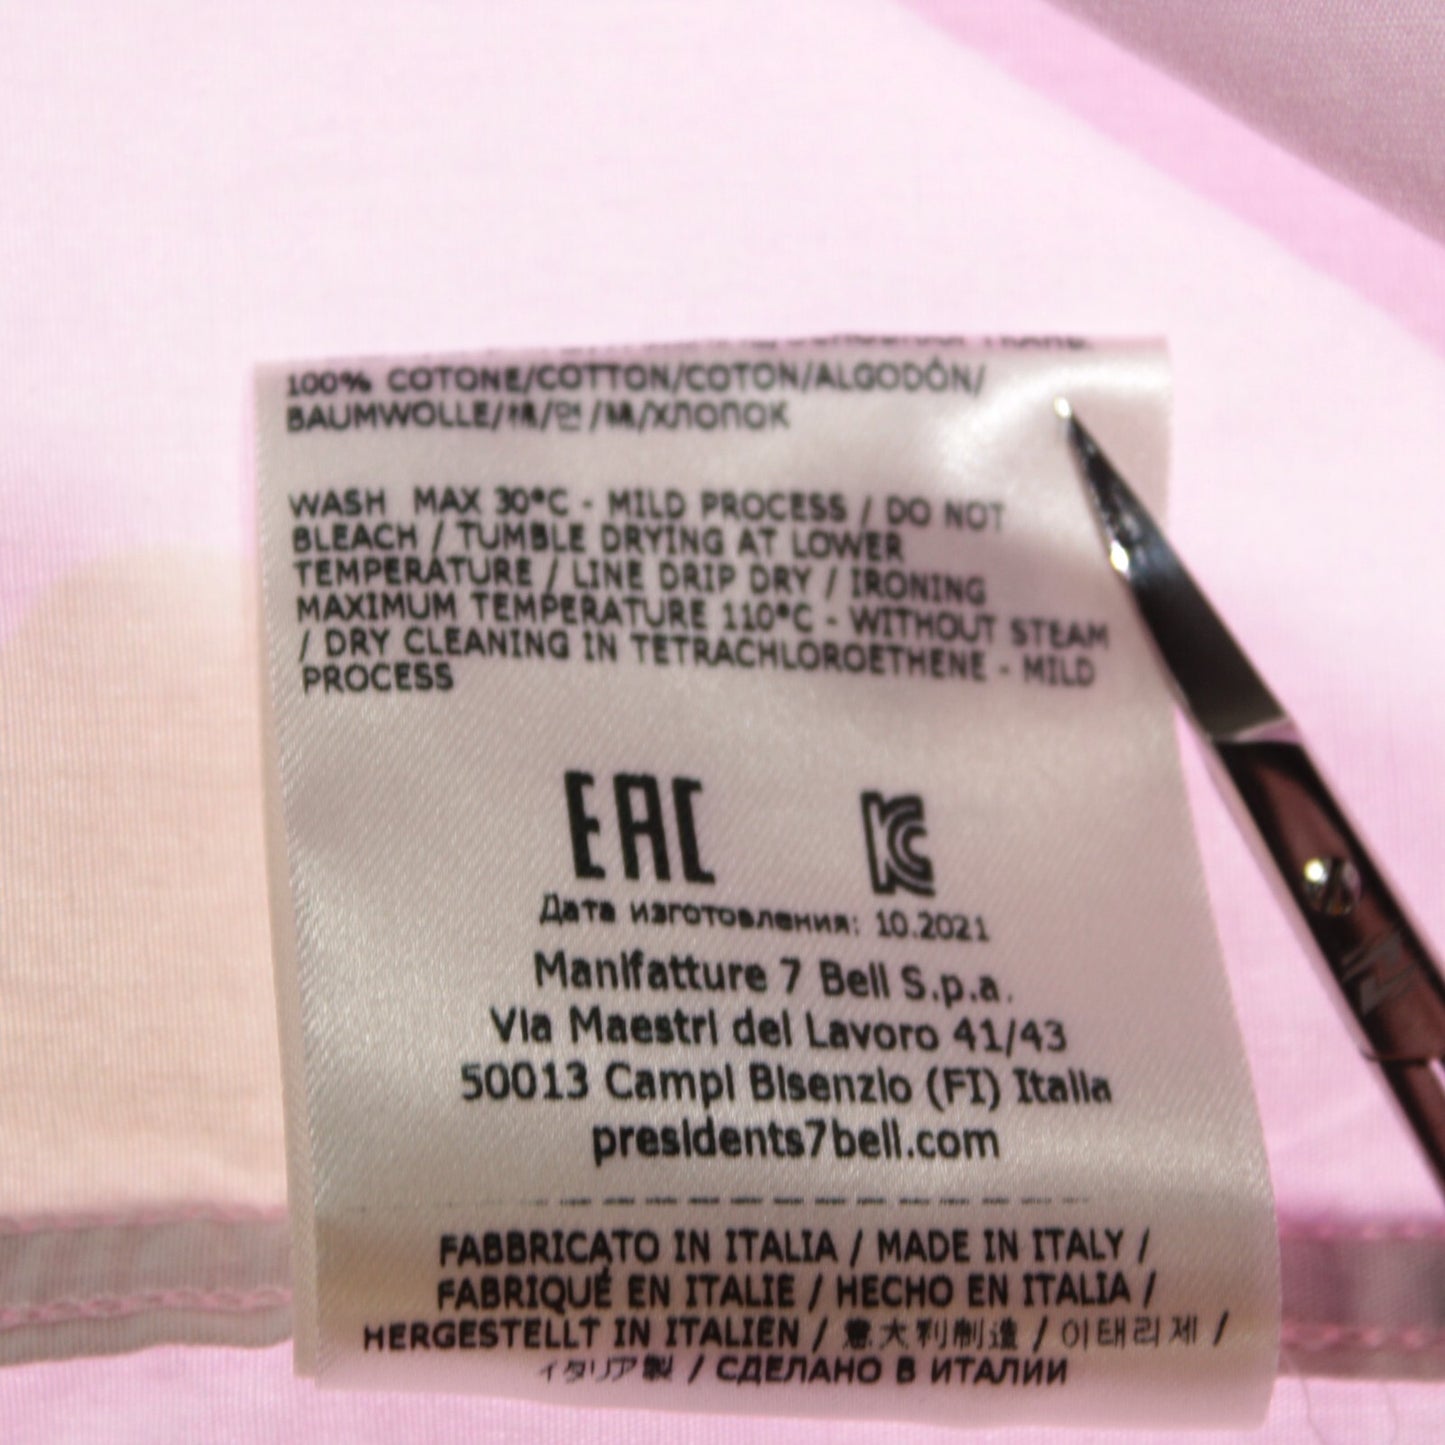 100% COTONE/COTTON/COTON/ALGODÔN/
BAUMWOLLE/棉/면/綿/ХЛОПОК
WASH MAX 30°C - MILD PROCESS / DO NOT
BLEACH / TUMBLE DRYING AT LOWER
TEMPERATURE / LINE DRIP DRY / IRONING
MAXIMUM TEMPERATURE 110°C - WITHOUT STEAM
/ DRY CLEANING IN TETRACHLOROETHENE - MILD
PROCESS
EAC KC
Дата изготовления: 10.2021
Manifatture 7 Bell S.p.a.
Via Maestri del Lavoro 41/43
50013 Campi Bisenzio (FI) Italia
presidents7bell.com
FABBRICATO IN ITALIA / MADE IN ITALY /
FABRIQUÉ EN ITALIE / HECHO EN ITALIA /
HERGESTELLT IN ITALIEN / 意大利制造 / 이태리제 /
イタリア製 / СДЕЛАНО В ИТАЛИИ